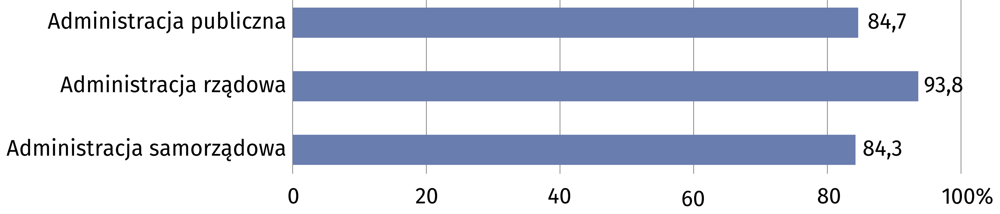 Administracja publiczna 84,7
Administracja rządowa 93,8
Administracja samorządowa 84,3
0 20 40 60 80 100%